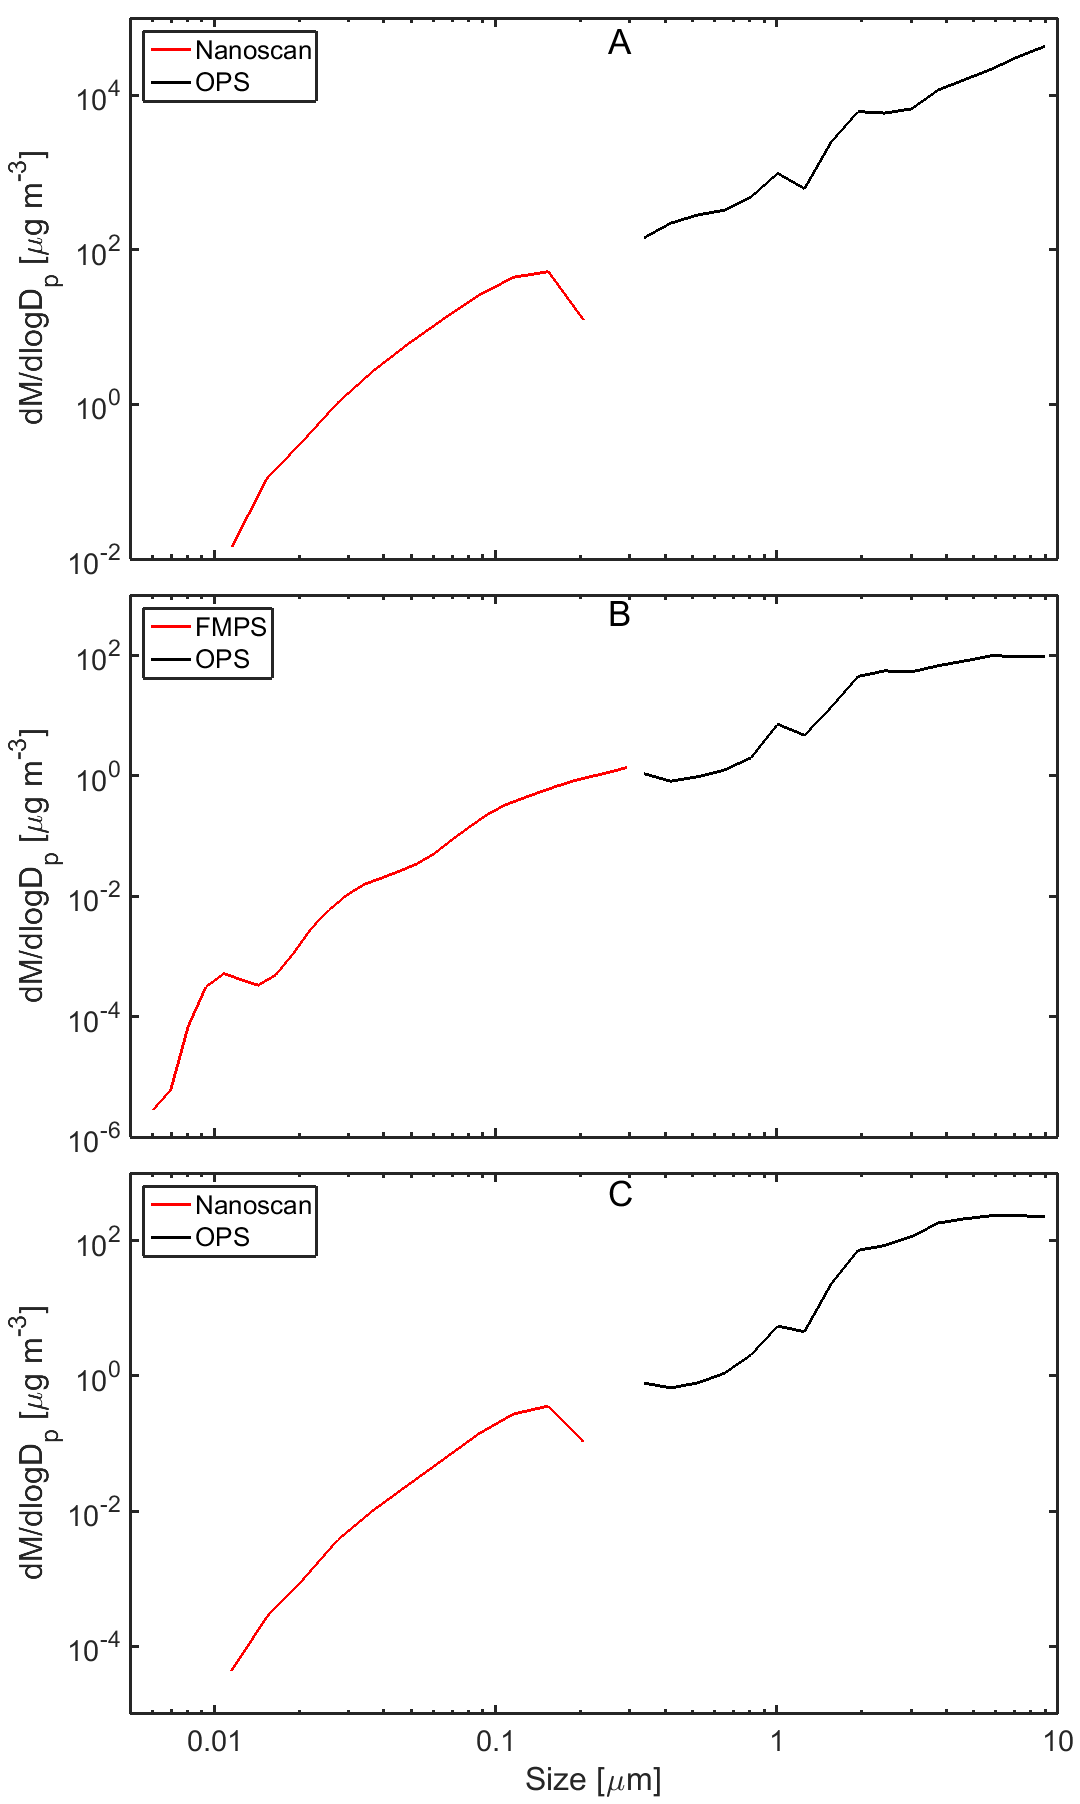 A
Nanoscan
OPS
10^4
10^2
10^0
10^-2
dM/dlogD_p [μg m^-3]
B
FMPS
OPS
10^2
10^0
10^-2
10^-4
10^-6
dM/dlogD_p [μg m^-3]
C
Nanoscan
OPS
10^2
10^0
10^-2
10^-4
dM/dlogD_p [μg m^-3]
0.01 0.1 1 10
Size [μm]